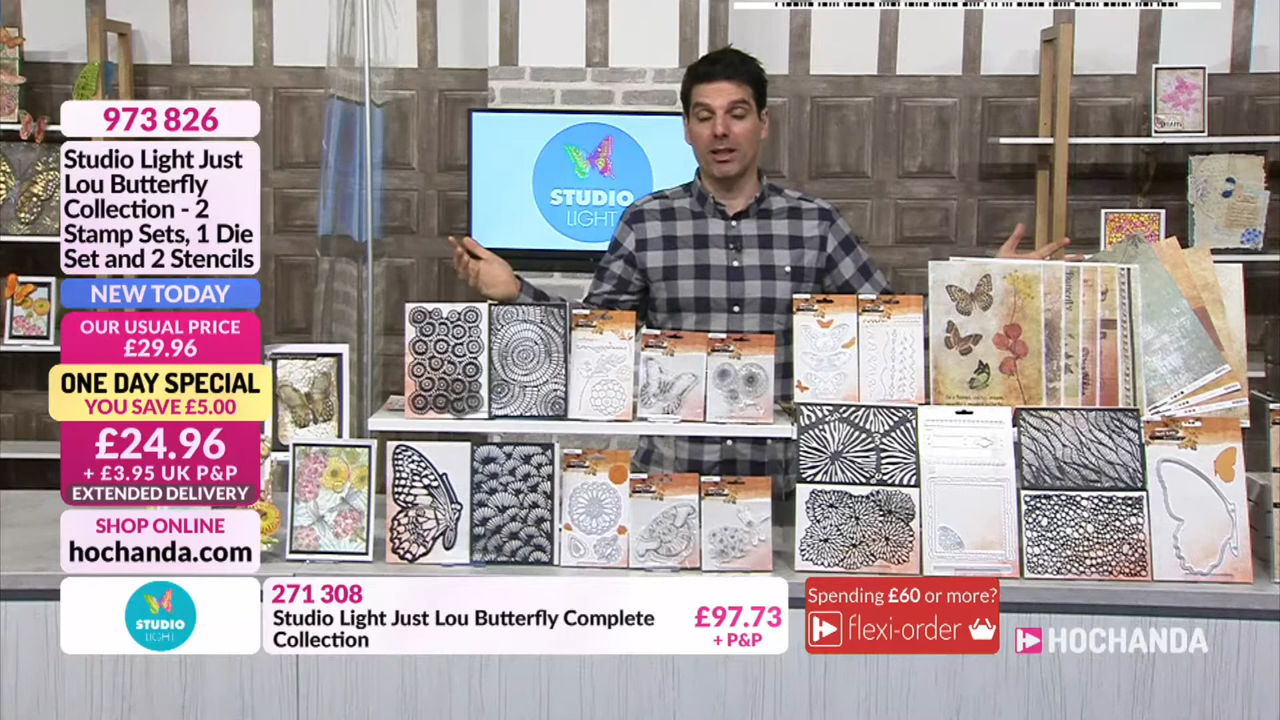 973 826
Studio Light Just
Lou Butterfly
Collection - 2
Stamp Sets, 1 Die
Set and 2 Stencils
NEW TODAY
OUR USUAL PRICE
£29.96
ONE DAY SPECIAL
YOU SAVE £5.00
£24.96
+ £3.95 UK P&P
EXTENDED DELIVERY
SHOP ONLINE
hochanda.com
STUDIO
LIGHT
STUDIO
LIGHT
271 308
Studio Light Just Lou Butterfly Complete
Collection
£97.73
+ P&P
Spending £60 or more?
flexi-order
HOCHANDA